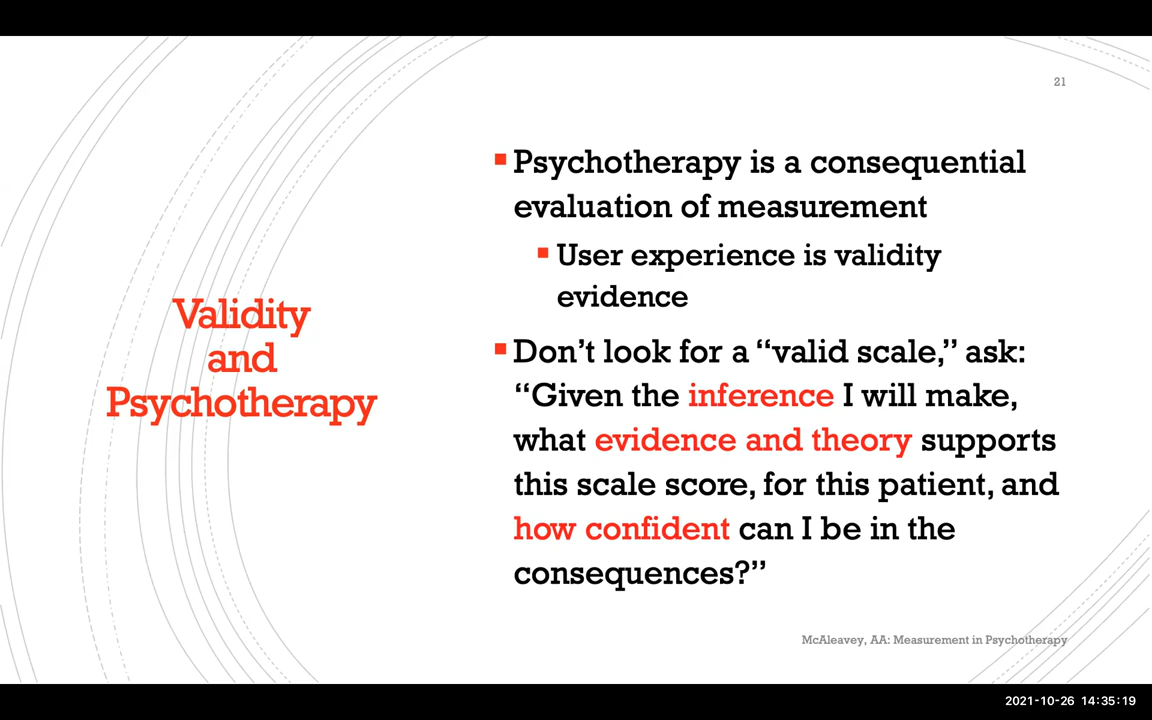 21
Validity
and
Psychotherapy
Psychotherapy is a consequential
evaluation of measurement
User experience is validity
evidence
Don’t look for a “valid scale,” ask:
“Given the inference I will make,
what evidence and theory supports
this scale score, for this patient, and
how confident can I be in the
consequences?”
McAleavey, AA: Measurement in Psychotherapy
2021-10-26 14:35:19